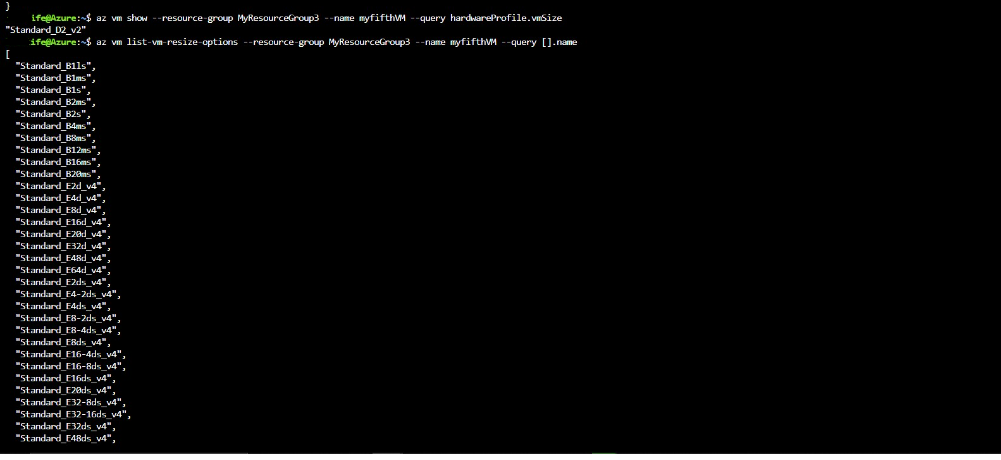 }
ife@Azure:~$ az vm show --resource-group MyResourceGroup3 --name myfifthVM --query hardwareProfile.vmSize
"Standard_D2_v2"
ife@Azure:~$ az vm list-vm-resize-options --resource-group MyResourceGroup3 --name myfifthVM --query [].name
[
"Standard_B1ls",
"Standard_B1ms",
"Standard_B1s",
"Standard_B2ms",
"Standard_B2s",
"Standard_B4ms",
"Standard_B8ms",
"Standard_B12ms",
"Standard_B16ms",
"Standard_B20ms",
"Standard_E2d_v4",
"Standard_E4d_v4",
"Standard_E8d_v4",
"Standard_E16d_v4",
"Standard_E20d_v4",
"Standard_E32d_v4",
"Standard_E48d_v4",
"Standard_E64d_v4",
"Standard_E2ds_v4",
"Standard_E4-2ds_v4",
"Standard_E4ds_v4",
"Standard_E8-2ds_v4",
"Standard_E8-4ds_v4",
"Standard_E8ds_v4",
"Standard_E16-4ds_v4",
"Standard_E16-8ds_v4",
"Standard_E16ds_v4",
"Standard_E20ds_v4",
"Standard_E32-8ds_v4",
"Standard_E32-16ds_v4",
"Standard_E32ds_v4",
"Standard_E48ds_v4",